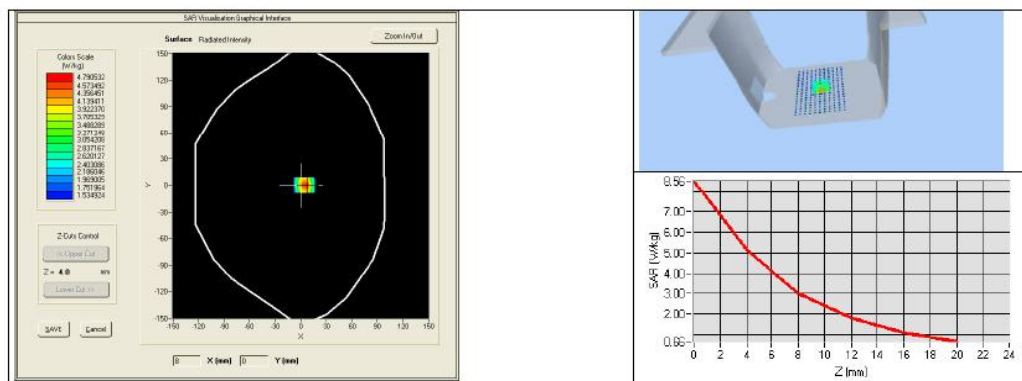 SAR Visualisation Graphical Interface
Surface Radiated Intensity
Zoom In/Out
Colors Scale
(W/kg)
4.790532
4.573492
4.356451
4.139411
3.922370
3.705329
3.488289
3.271249
3.054208
2.837167
2.620127
2.403086
2.186046
1.969005
1.751964
1.534924
150
120
90
60
30
0
-30
-60
-90
-120
-150
Y
-150 -120 -90 -60 -30 0 30 60 90 120 150
X
Z-Cuts Control
<< Upper Cut
Z = 4.0 mm
Lower Cut >>
SAVE
Cancel
8 X (mm) 0 Y (mm)
8.56
7.00
6.00
5.00
4.00
3.00
2.00
0.66
SAR (W/kg)
0 2 4 6 8 10 12 14 16 18 20 22 24
Z (mm)